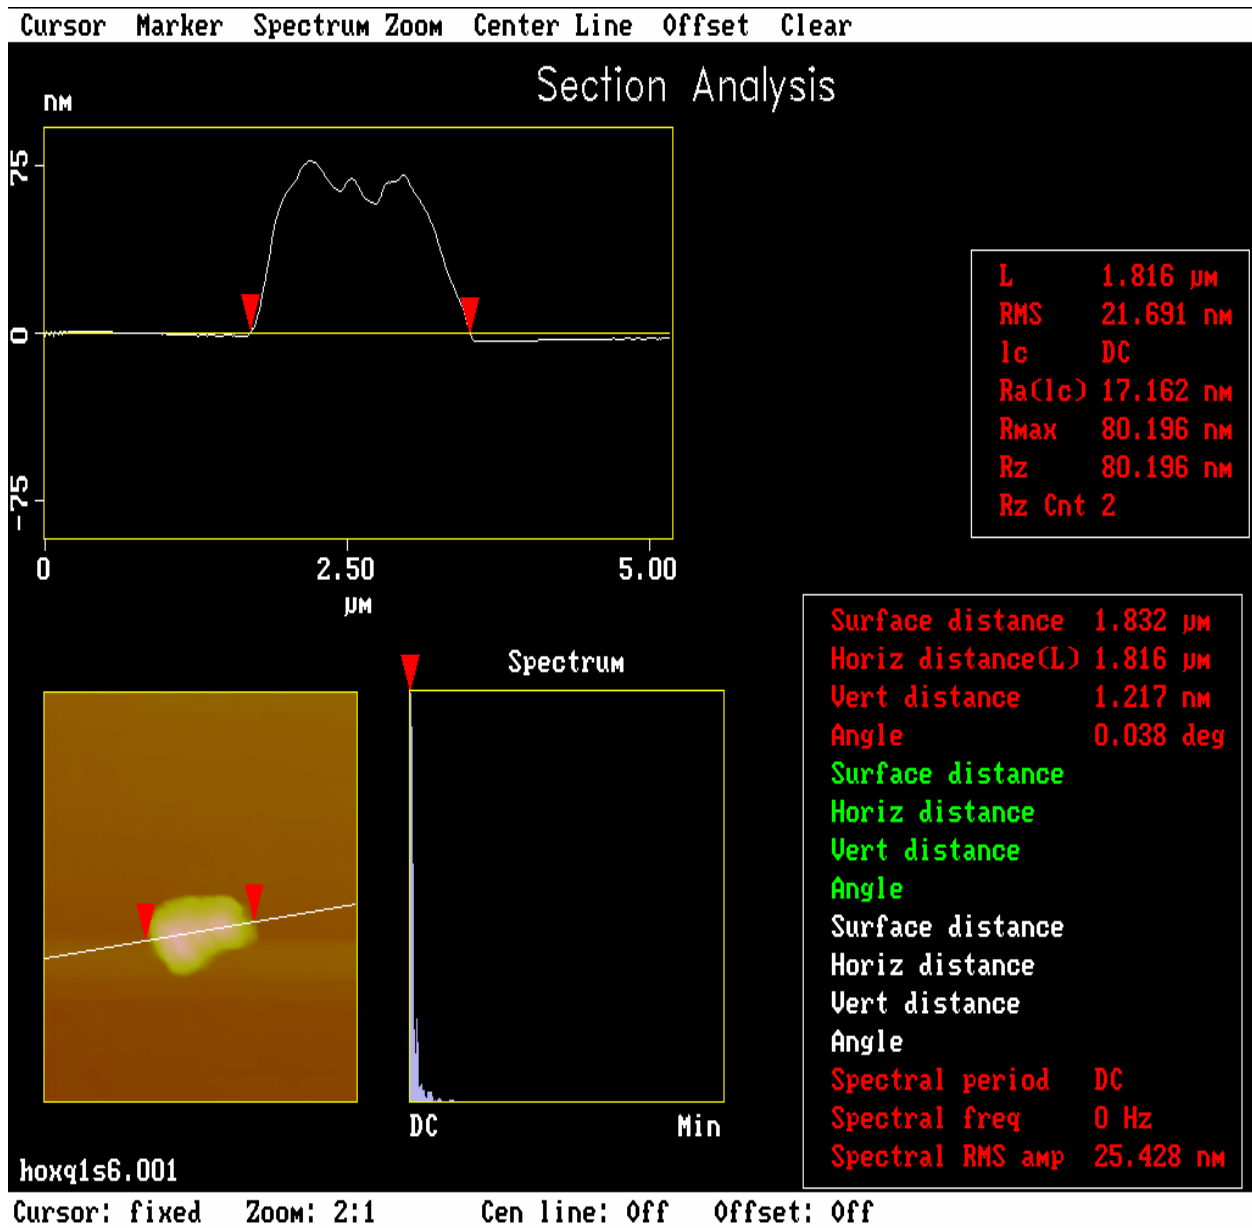 Cursor Marker Spectrum Zoom Center Line Offset Clear
Section Analysis
nm
75
0
-75
0 2.50 5.00
µm
L 1.816 µm
RMS 21.691 nm
lc DC
Ra(lc) 17.162 nm
Rmax 80.196 nm
Rz 80.196 nm
Rz Cnt 2
Surface distance 1.832 µm
Horiz distance(L) 1.816 µm
Vert distance 1.217 nm
Angle 0.038 deg
Surface distance
Horiz distance
Vert distance
Angle
Surface distance
Horiz distance
Vert distance
Angle
Spectral period DC
Spectral freq 0 Hz
Spectral RMS amp 25.428 nm
Spectrum
DC Min
hoxq1s6.001
Cursor: fixed Zoom: 2:1 Cen line: Off Offset: Off